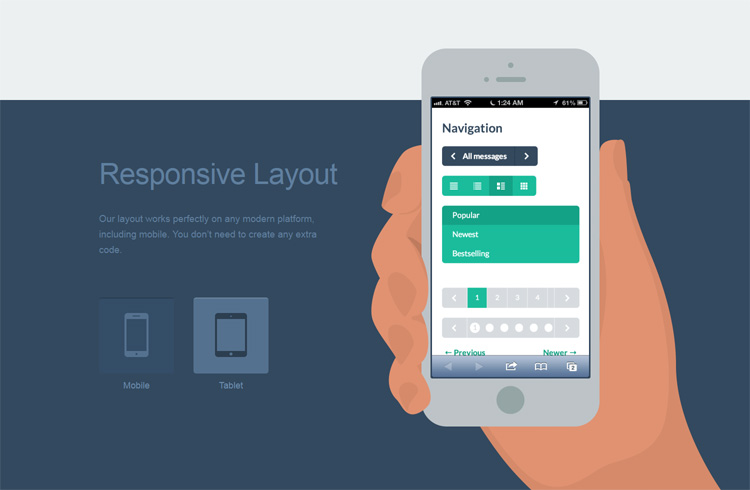 Responsive Layout
Our layout works perfectly on any modern platform,
including mobile. You don't need to create any extra
code.
Mobile
Tablet
AT&T 1:24 AM 61%
Navigation
All messages
Popular
Newest
Bestselling
1 2 3 4
1
← Previous Newer →
2